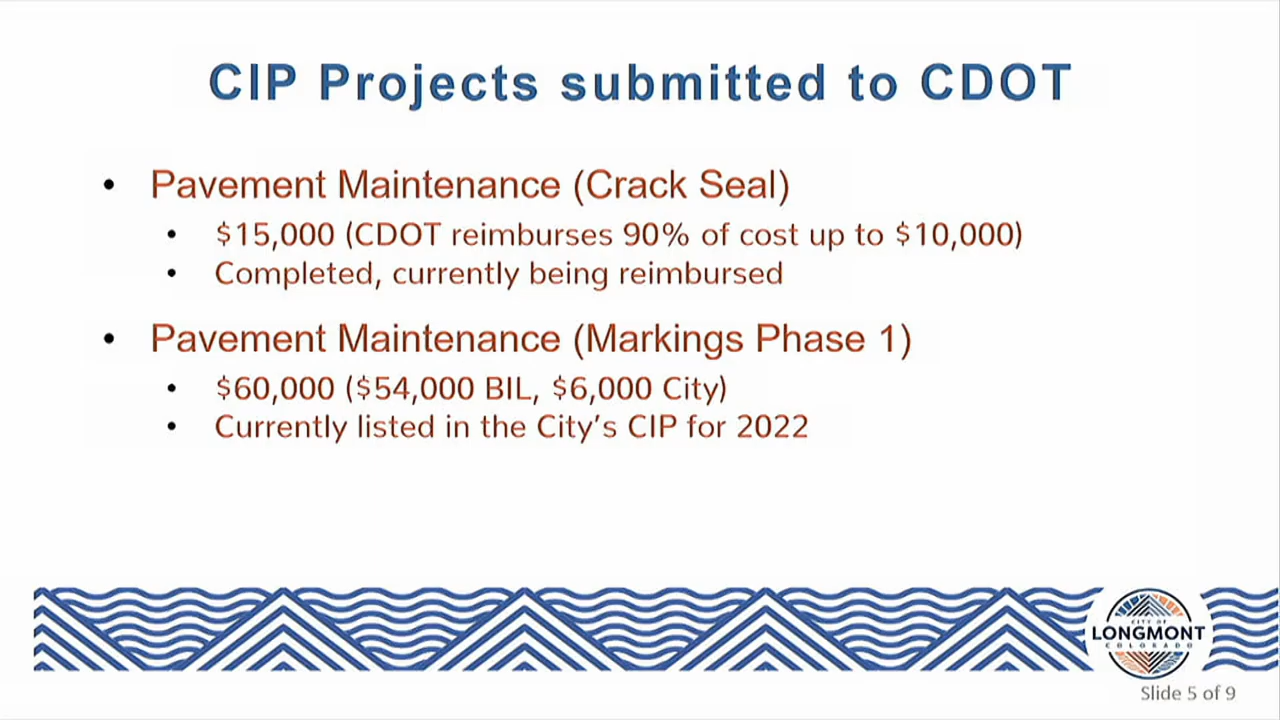 CIP Projects submitted to CDOT
• Pavement Maintenance (Crack Seal)
• $15,000 (CDOT reimburses 90% of cost up to $10,000)
• Completed, currently being reimbursed
• Pavement Maintenance (Markings Phase 1)
• $60,000 ($54,000 BIL, $6,000 City)
• Currently listed in the City's CIP for 2022
CITY OF
LONGMONT
COLORADO
Slide 5 of 9